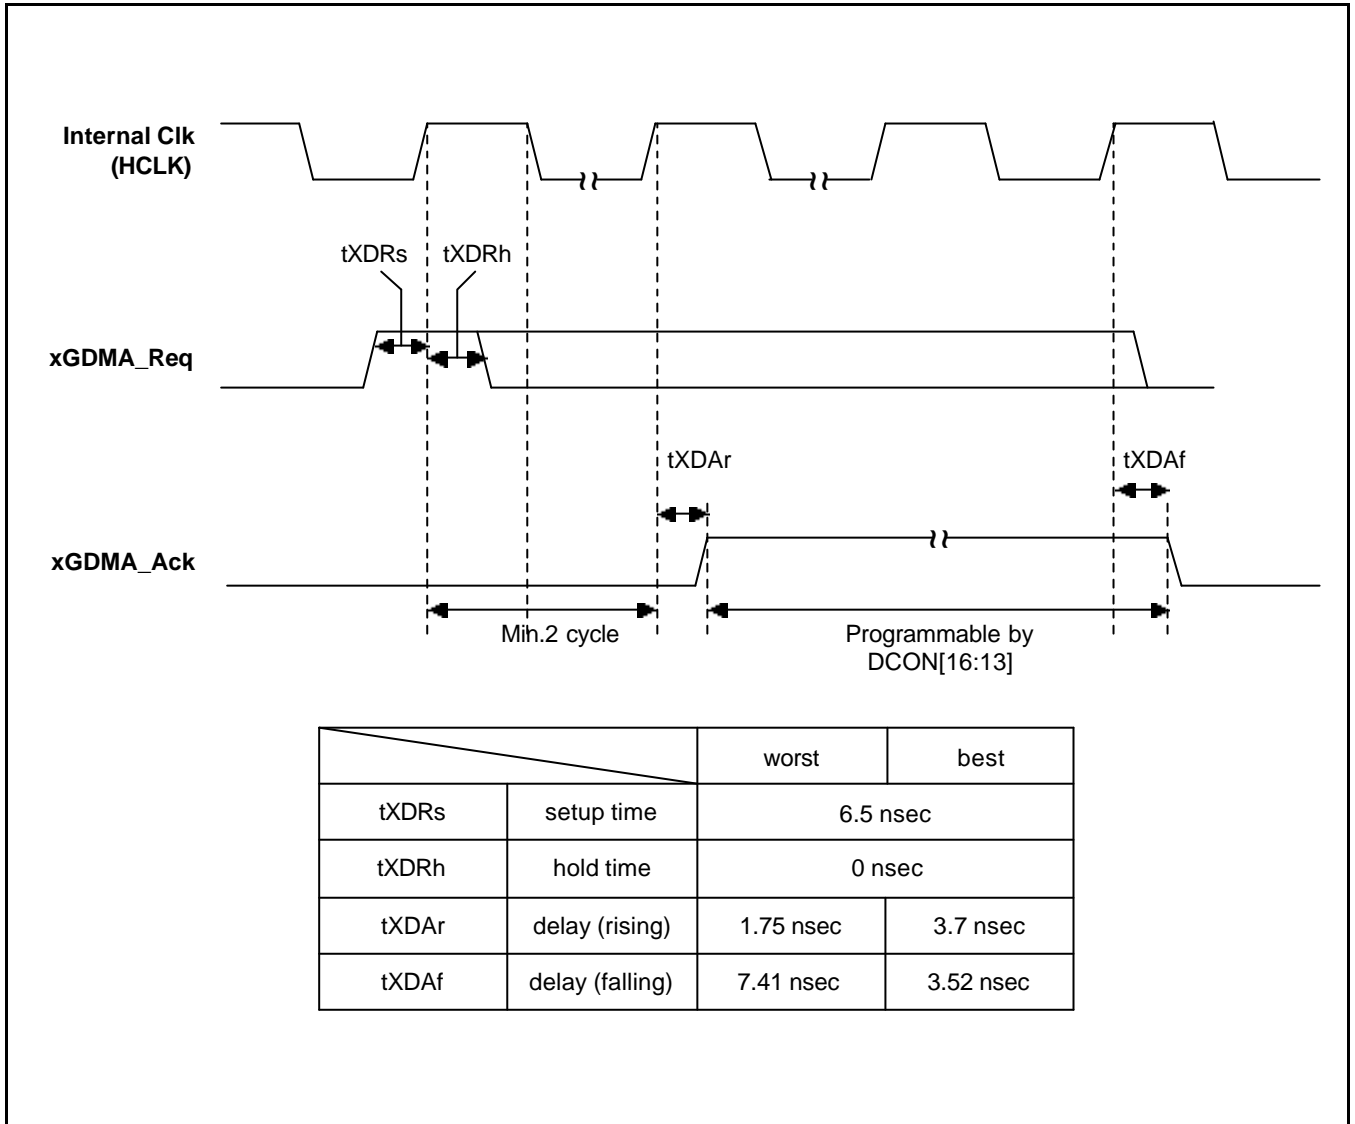 Internal Clk
(HCLK)
tXDRs tXDRh
xGDMA_Req
tXDAr tXDAf
xGDMA_Ack
Min.2 cycle
Programmable by
DCON[16:13]
worst best
tXDRs setup time 6.5 nsec
tXDRh hold time 0 nsec
tXDAr delay (rising) 1.75 nsec 3.7 nsec
tXDAf delay (falling) 7.41 nsec 3.52 nsec